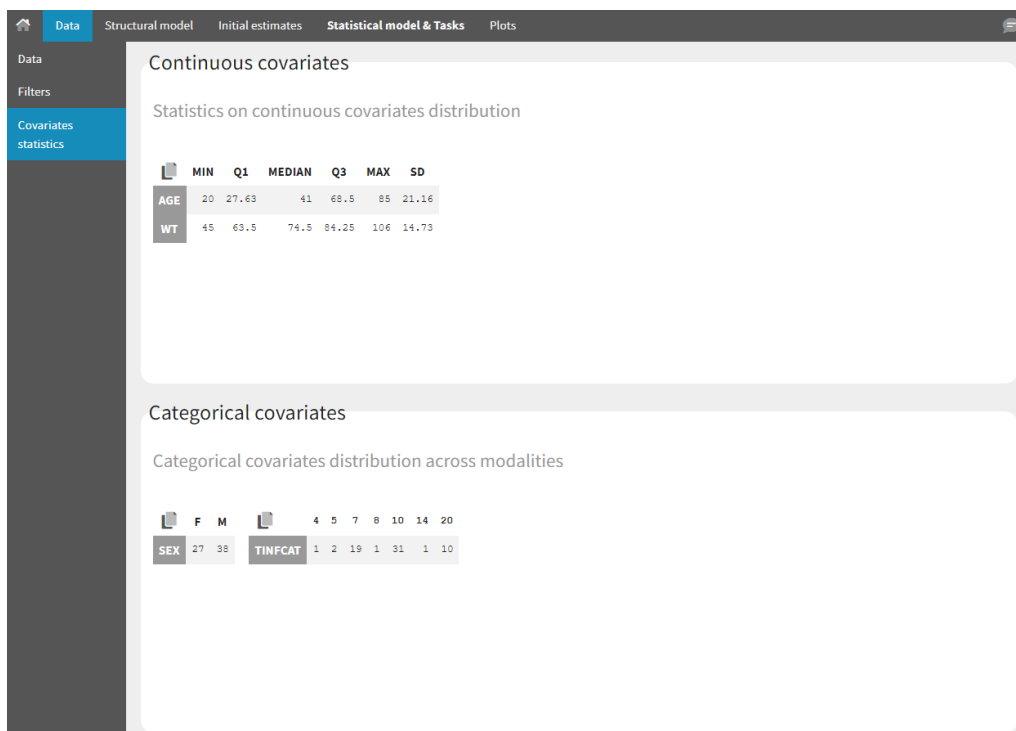 Data Structural model Initial estimates Statistical model & Tasks Plots
Data
Filters
Covariates
statistics
Continuous covariates
Statistics on continuous covariates distribution
MIN Q1 MEDIAN Q3 MAX SD
AGE 20 27.63 41 68.5 85 21.16
WT 45 63.5 74.5 84.25 106 14.73
Categorical covariates
Categorical covariates distribution across modalities
F M 4 5 7 8 10 14 20
SEX 27 38 TINFCAT 1 2 19 1 31 1 10